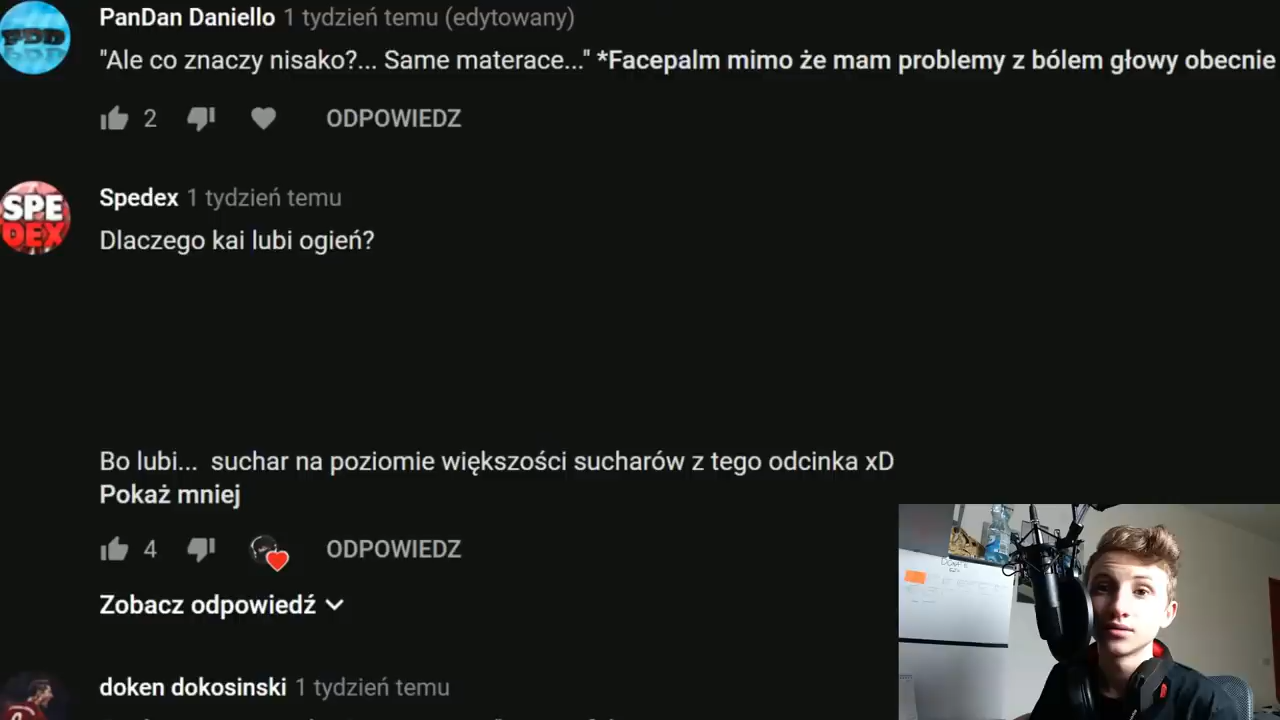 PanDan Daniello 1 tydzień temu (edytowany)
"Ale co znaczy nisako?... Same materace..." *Facepalm mimo że mam problemy z bólem głowy obecnie
2 ODPOWIEDZ
SPE
DEX
Spedex 1 tydzień temu
Dlaczego kai lubi ogień?
Bo lubi... suchar na poziomie większości sucharów z tego odcinka xD
Pokaż mniej
4 ODPOWIEDZ
Zobacz odpowiedź
doken dokosinski 1 tydzień temu